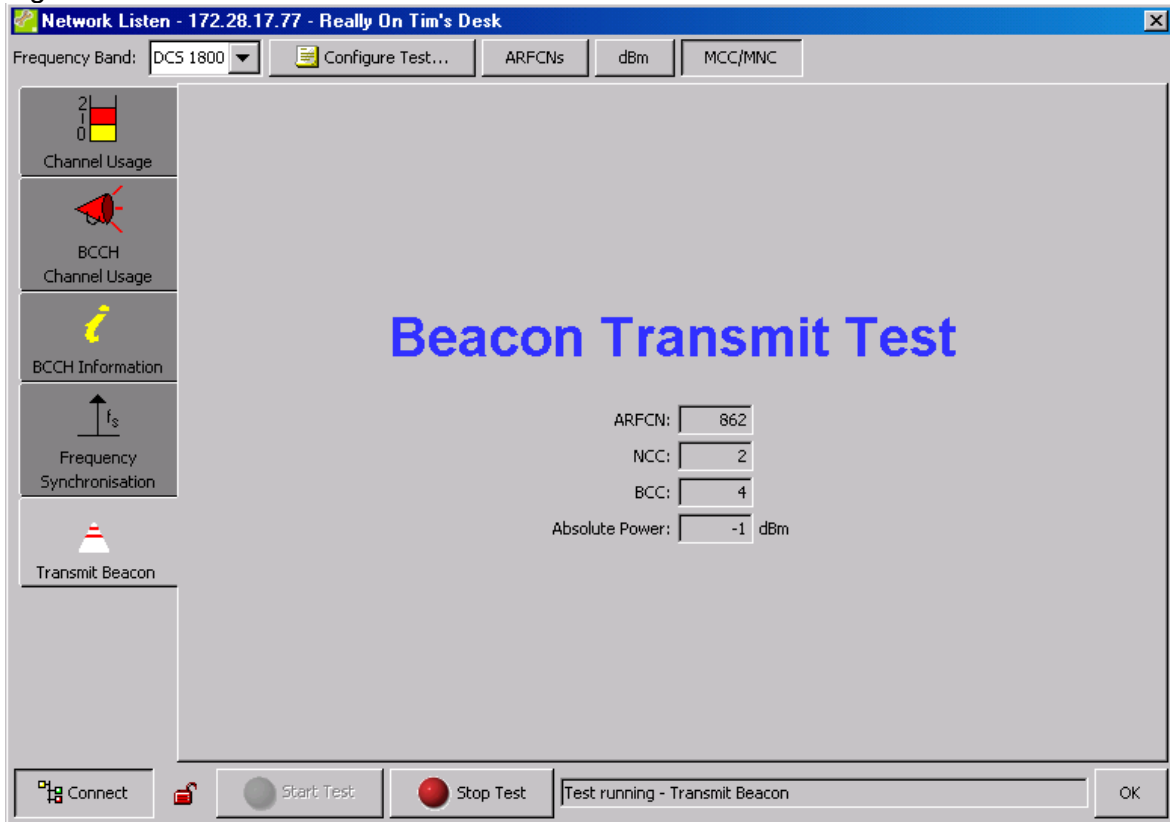 Network Listen - 172.28.17.77 - Really On Tim's Desk
Frequency Band: DCS 1800 Configure Test... ARFCNs dBm MCC/MNC
2
1
0
Channel Usage
BCCH
Channel Usage
i
BCCH Information
fs
Frequency
Synchronisation
Transmit Beacon
Beacon Transmit Test
ARFCN: 862
NCC: 2
BCC: 4
Absolute Power: -1 dBm
Connect Start Test Stop Test Test running - Transmit Beacon OK